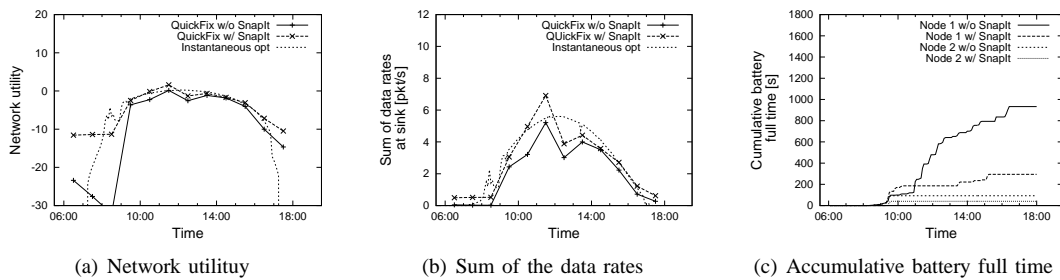 QuickFix w/o SnapIt
QuickFix w/ SnapIt
Instantaneous opt
20
10
0
-10
-20
-30
Network utility
06:00
10:00
14:00
18:00
Time
(a) Network utilituy
QuickFix w/o SnapIt
QUickFix w/ SnapIt
Instantaneous opt
12
10
8
6
4
2
0
Sum of data rates
at sink [pkt/s]
06:00
10:00
14:00
18:00
Time
(b) Sum of the data rates
Node 1 w/o SnapIt
Node 1 w/ SnapIt
Node 2 w/o SnapIt
Node 2 w/ SnapIt
1800
1600
1400
1200
1000
800
600
400
200
0
Cumulative battery
full time [s]
06:00
10:00
14:00
18:00
Time
(c) Accumulative battery full time